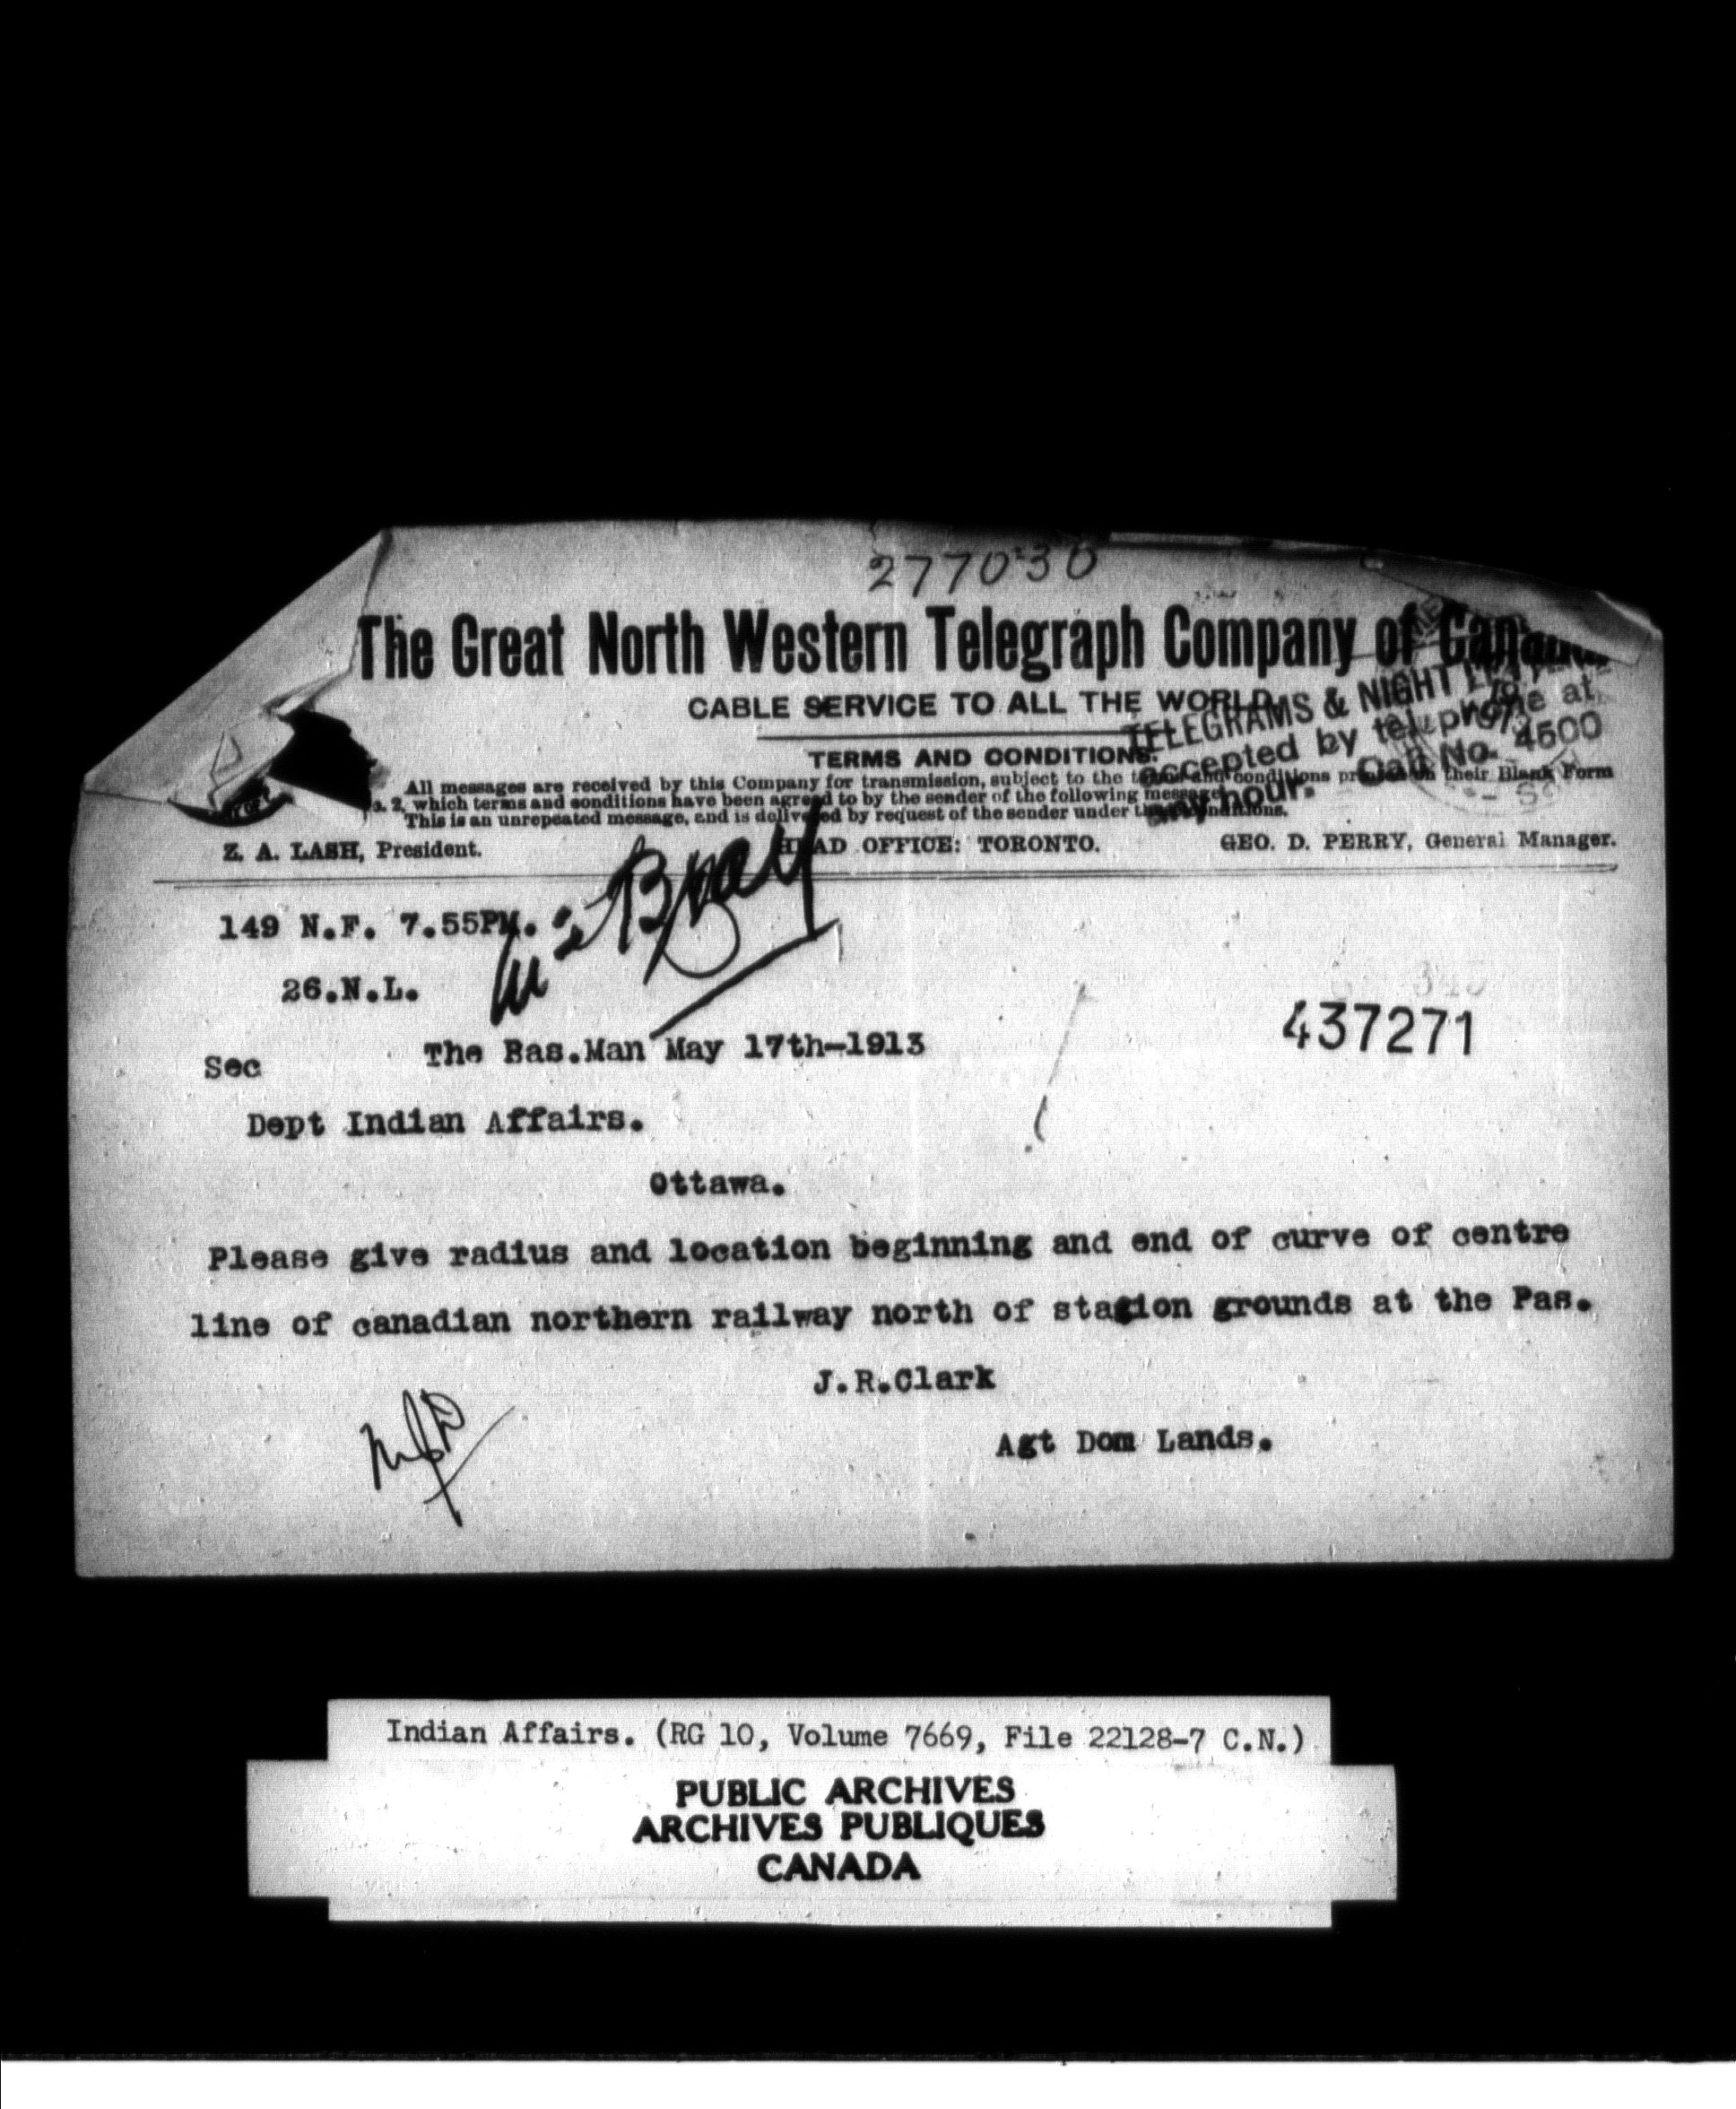 277030
The Great North Western Telegraph Company of Canada
CABLE SERVICE TO ALL THE WORLD
TELEGRAMS & NIGHT
accepted by telephone at
any hour. Call No. 4500
TERMS AND CONDITIONS.
All messages are received by this Company for transmission, subject to the terms and conditions printed on their Blank Form
o. 2, which terms and conditions have been agreed to by the sender of the following message.
This is an unrepeated message, and is delivered by request of the sender under these conditions.
Z. A. LASH, President. HEAD OFFICE: TORONTO. GEO. D. PERRY, General Manager.
Bray
149 N.F. 7.55PM.
26.N.L.
437271
The Bas.Man May 17th-1913
Sec
Dept Indian Affairs.
Ottawa.
Please give radius and location beginning and end of curve of centre
line of canadian northern railway north of station grounds at the Pas.
J.R.Clark
Agt Dom Lands.
Indian Affairs. (RG 10, Volume 7669, File 22128-7 C.N.)
PUBLIC ARCHIVES
ARCHIVES PUBLIQUES
CANADA